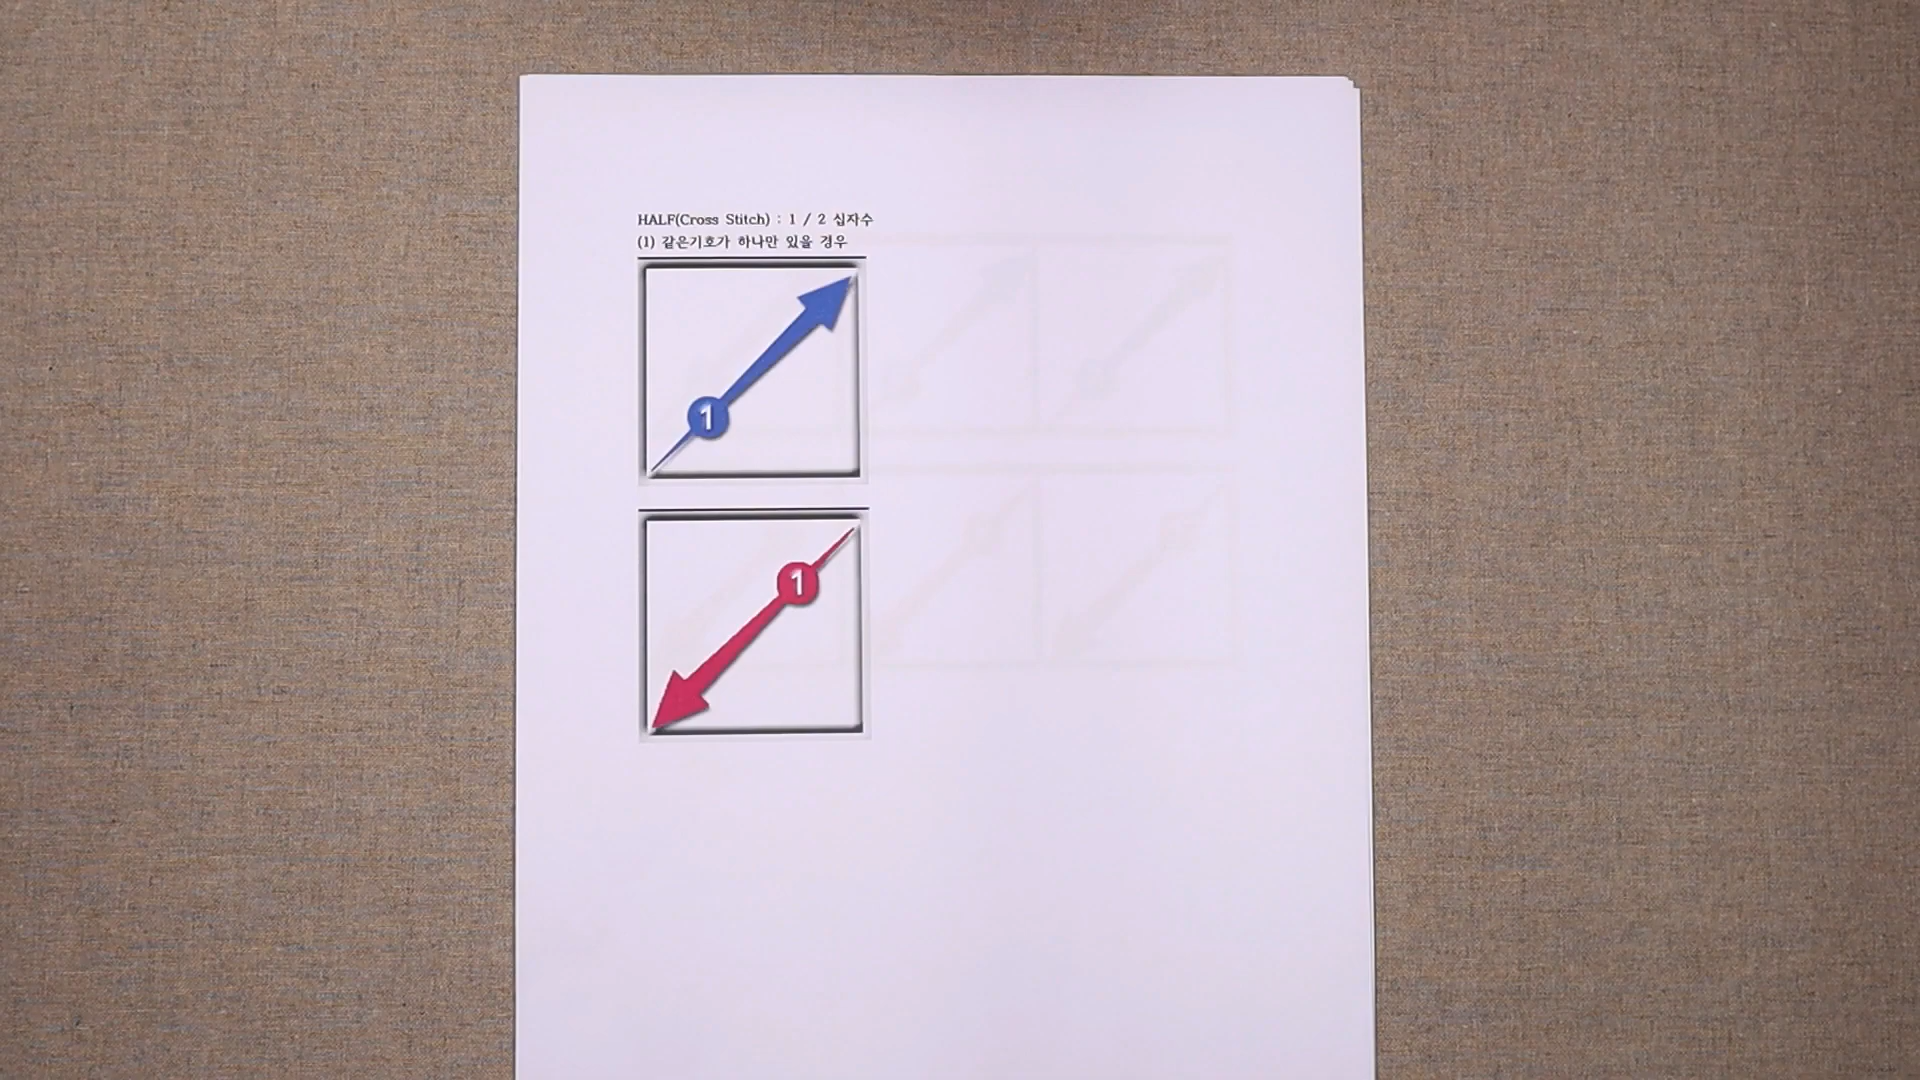 HALF(Cross Stitch) : 1 / 2 십자수
(1) 같은기호가 하나만 있을 경우
1
1